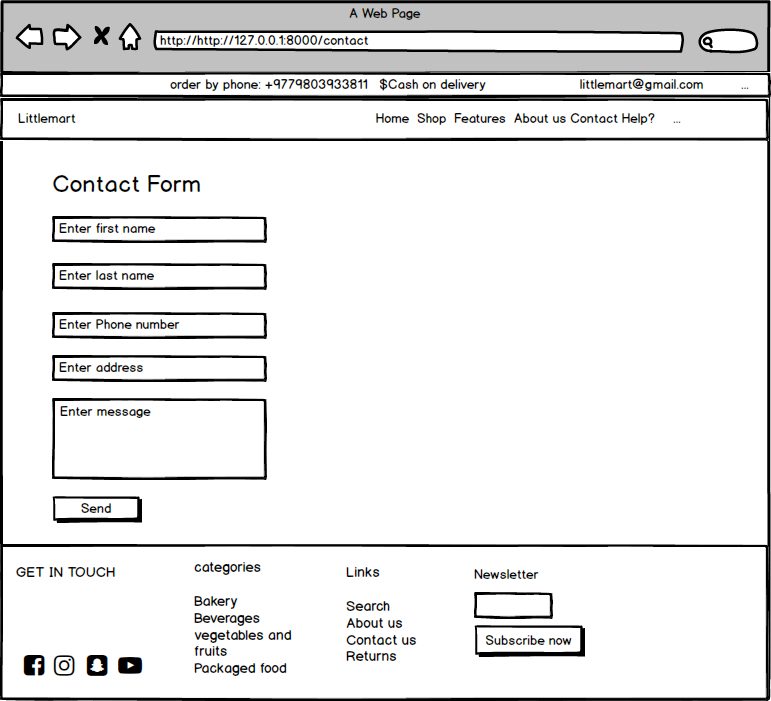 A Web Page
http://http://127.0.0.1:8000/contact
order by phone: +9779803933811 $Cash on delivery littlemart@gmail.com ...
Littlemart Home Shop Features About us Contact Help? ...
Contact Form
Enter first name
Enter last name
Enter Phone number
Enter address
Enter message
Send
GET IN TOUCH
categories
Bakery
Beverages
vegetables and
fruits
Packaged food
Links
Search
About us
Contact us
Returns
Newsletter
Subscribe now